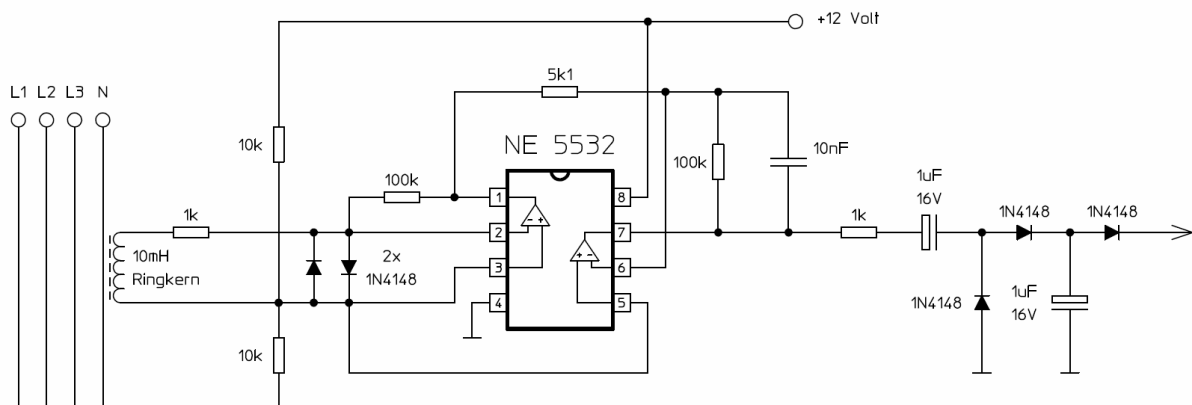 +12 Volt
5k1
L1 L2 L3 N
10k
NE 5532
100k
10nF
100k
1uF
16V
1k
1
8
1N4148
1N4148
1k
2
7
10mH
Ringkern
2x
1N4148
3
6
4
5
1N4148
1uF
16V
10k
- +
+ -